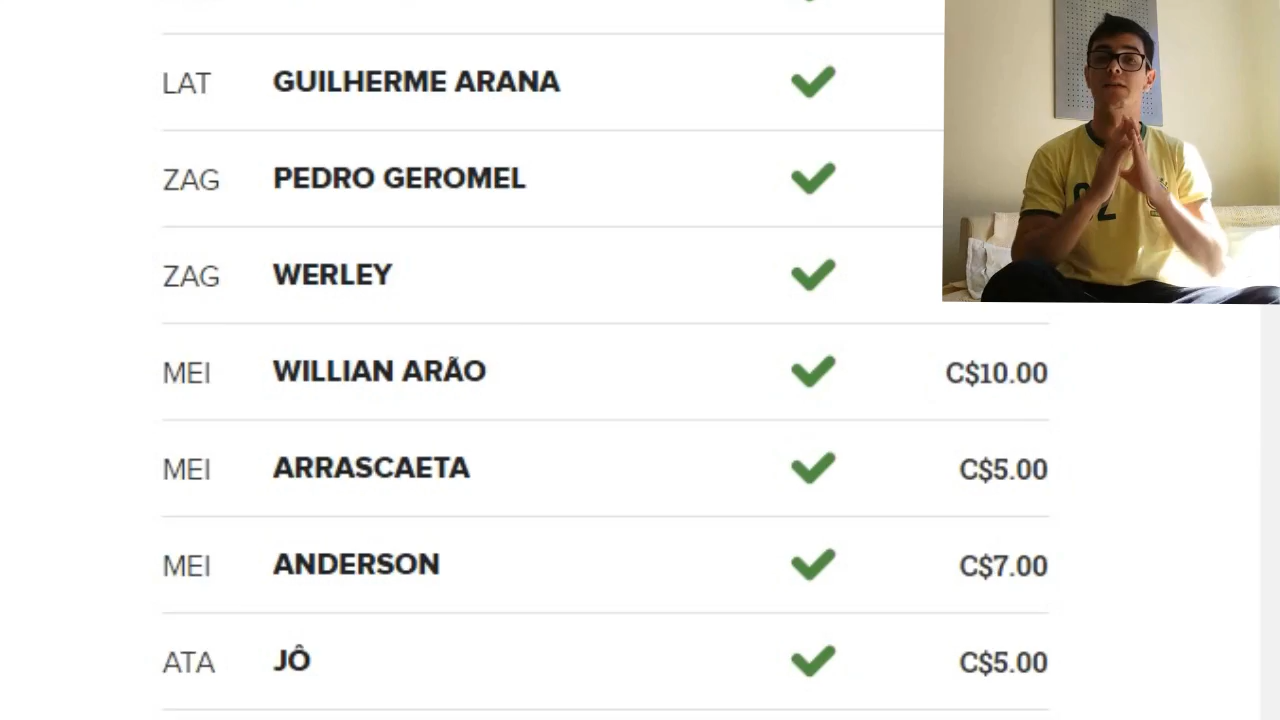 LAT GUILHERME ARANA
ZAG PEDRO GEROMEL
ZAG WERLEY
MEI WILLIAN ARÃO C$10.00
MEI ARRASCAETA C$5.00
MEI ANDERSON C$7.00
ATA JÔ C$5.00